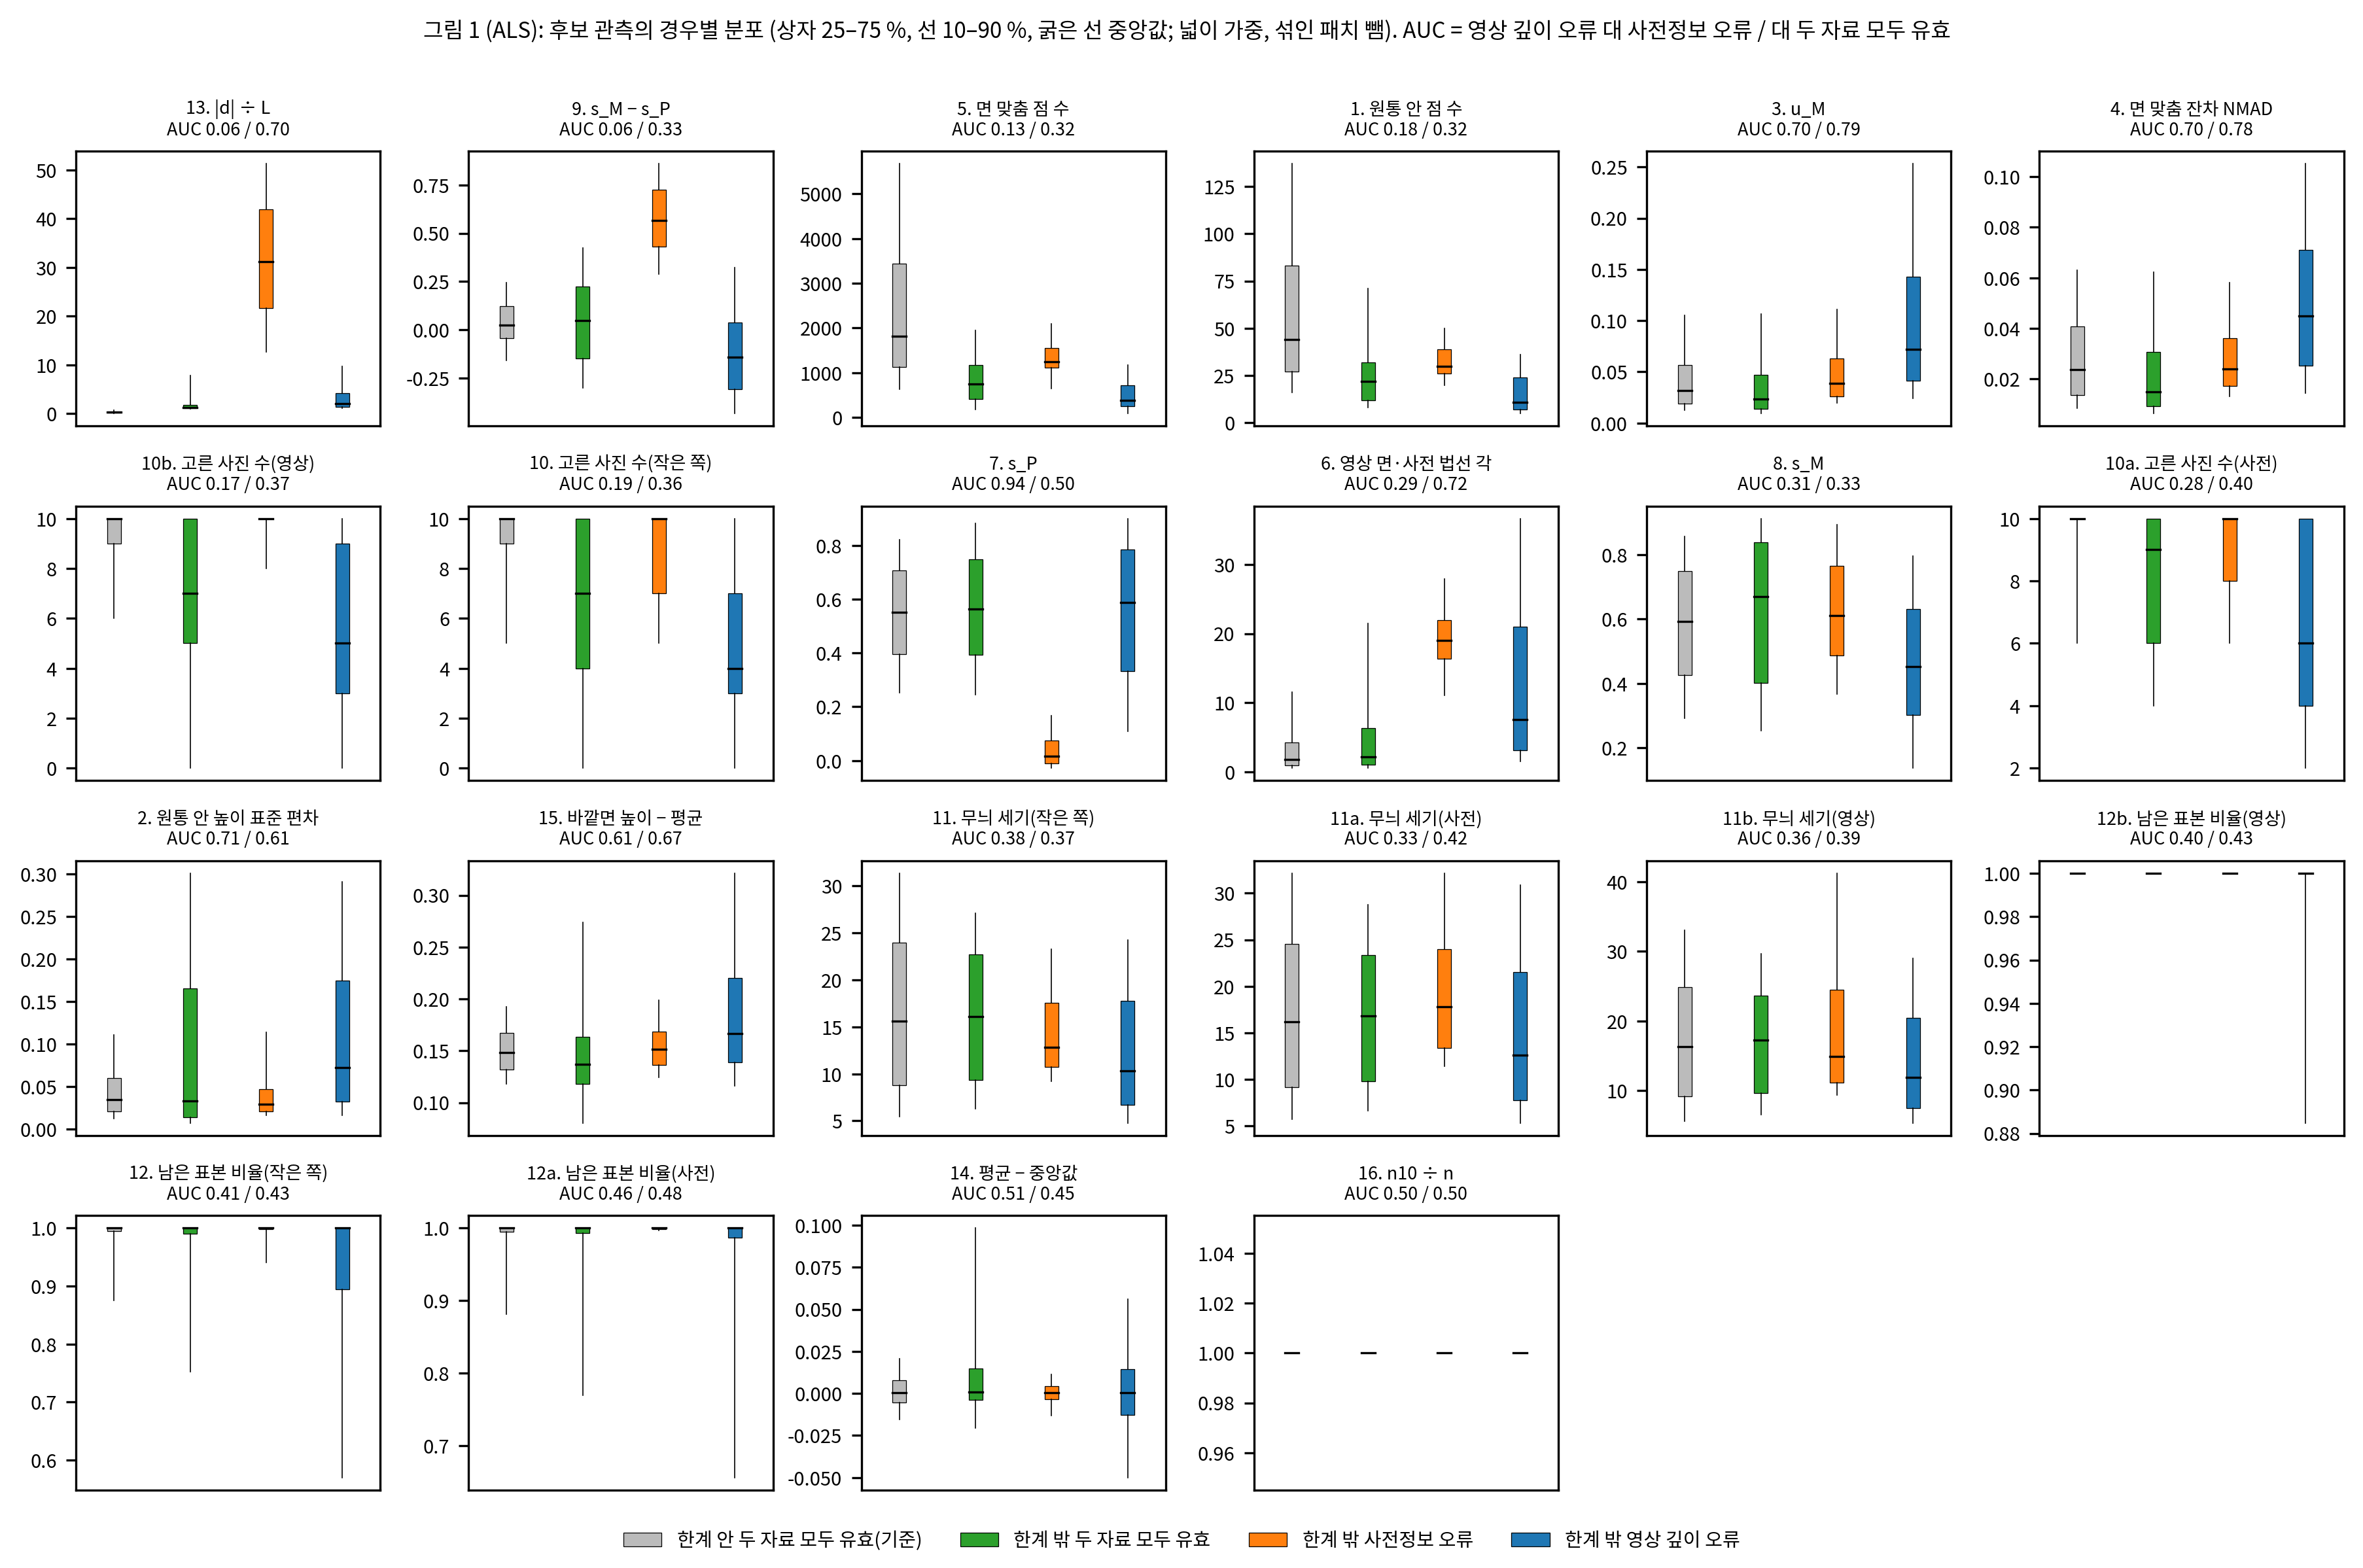 그림 1 (ALS): 후보 관측의 경우별 분포 (상자 25–75 %, 선 10–90 %, 굵은 선 중앙값; 넓이 가중, 섞인 패치 뺌). AUC = 영상 깊이 오류 대 사전정보 오류 / 대 두 자료 모두 유효
13. |d| ÷ L
AUC 0.06 / 0.70
50
40
30
20
10
0
9. s_M − s_P
AUC 0.06 / 0.33
0.75
0.50
0.25
0.00
-0.25
5. 면 맞춤 점 수
AUC 0.13 / 0.32
5000
4000
3000
2000
1000
0
1. 원통 안 점 수
AUC 0.18 / 0.32
125
100
75
50
25
0
3. u_M
AUC 0.70 / 0.79
0.25
0.20
0.15
0.10
0.05
0.00
4. 면 맞춤 잔차 NMAD
AUC 0.70 / 0.78
0.10
0.08
0.06
0.04
0.02
10b. 고른 사진 수(영상)
AUC 0.17 / 0.37
10
8
6
4
2
0
10. 고른 사진 수(작은 쪽)
AUC 0.19 / 0.36
10
8
6
4
2
0
7. s_P
AUC 0.94 / 0.50
0.8
0.6
0.4
0.2
0.0
6. 영상 면·사전 법선 각
AUC 0.29 / 0.72
30
20
10
0
8. s_M
AUC 0.31 / 0.33
0.8
0.6
0.4
0.2
10a. 고른 사진 수(사전)
AUC 0.28 / 0.40
10
8
6
4
2
2. 원통 안 높이 표준 편차
AUC 0.71 / 0.61
0.30
0.25
0.20
0.15
0.10
0.05
0.00
15. 바깥면 높이 − 평균
AUC 0.61 / 0.67
0.30
0.25
0.20
0.15
0.10
11. 무늬 세기(작은 쪽)
AUC 0.38 / 0.37
30
25
20
15
10
5
11a. 무늬 세기(사전)
AUC 0.33 / 0.42
30
25
20
15
10
5
11b. 무늬 세기(영상)
AUC 0.36 / 0.39
40
30
20
10
12b. 남은 표본 비율(영상)
AUC 0.40 / 0.43
1.00
0.98
0.96
0.94
0.92
0.90
0.88
12. 남은 표본 비율(작은 쪽)
AUC 0.41 / 0.43
1.0
0.9
0.8
0.7
0.6
12a. 남은 표본 비율(사전)
AUC 0.46 / 0.48
1.0
0.9
0.8
0.7
14. 평균 − 중앙값
AUC 0.51 / 0.45
0.100
0.075
0.050
0.025
0.000
-0.025
-0.050
16. n10 ÷ n
AUC 0.50 / 0.50
1.04
1.02
1.00
0.98
0.96
한계 안 두 자료 모두 유효(기준)
한계 밖 두 자료 모두 유효
한계 밖 사전정보 오류
한계 밖 영상 깊이 오류